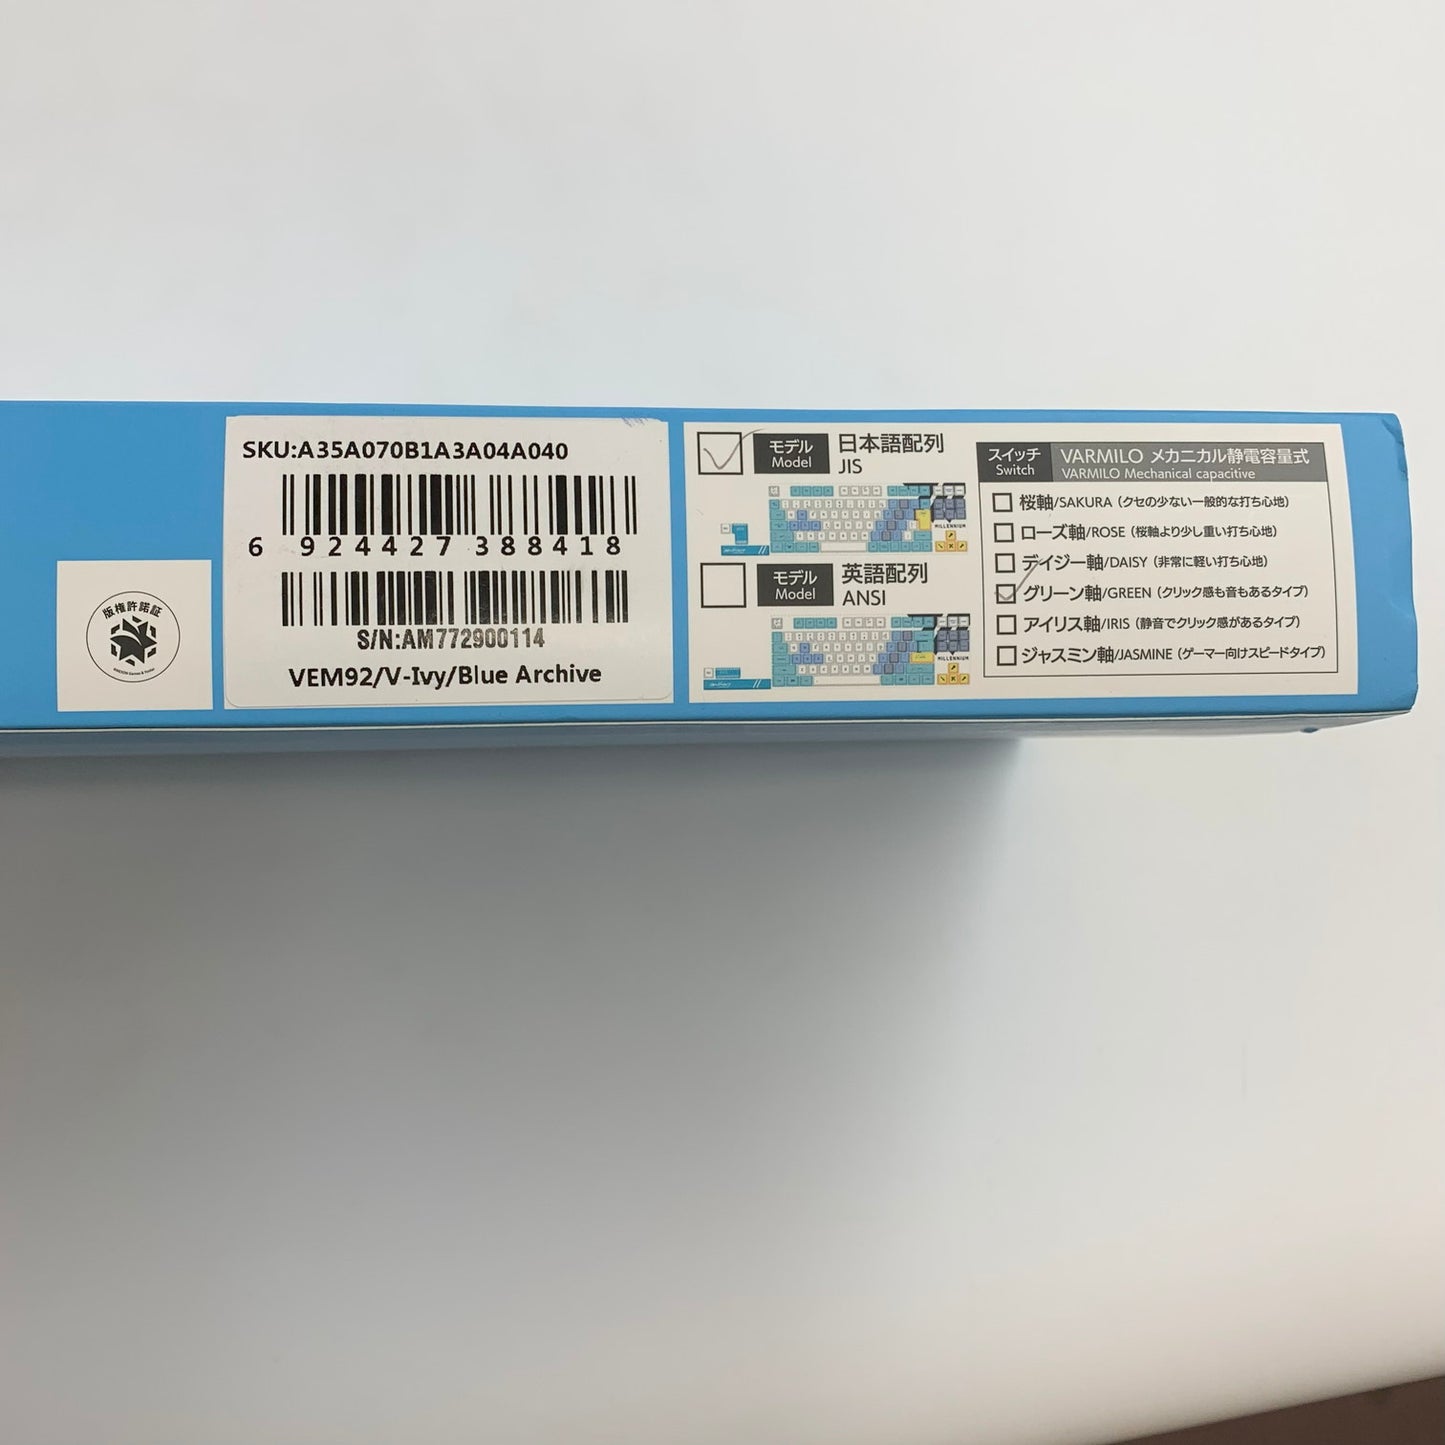 版権許諾証
SKU:A35A070B1A3A04A040
6 924427 388418
S/N:AM772900114
VEM92/V-Ivy/Blue Archive
モデル
Model
日本語配列
JIS
MILLENNIUM
モデル
Model
英語配列
ANSI
MILLENNIUM
スイッチ
Switch
VARMILO メカニカル静電容量式
VARMILO Mechanical capacitive
桜軸/SAKURA（クセの少ない一般的な打ち心地）
ローズ軸/ROSE（桜軸より少し重い打ち心地）
デイジー軸/DAISY（非常に軽い打ち心地）
グリーン軸/GREEN（クリック感も音もあるタイプ）
アイリス軸/IRIS（静音でクリック感があるタイプ）
ジャスミン軸/JASMINE（ゲーマー向けスピードタイプ）